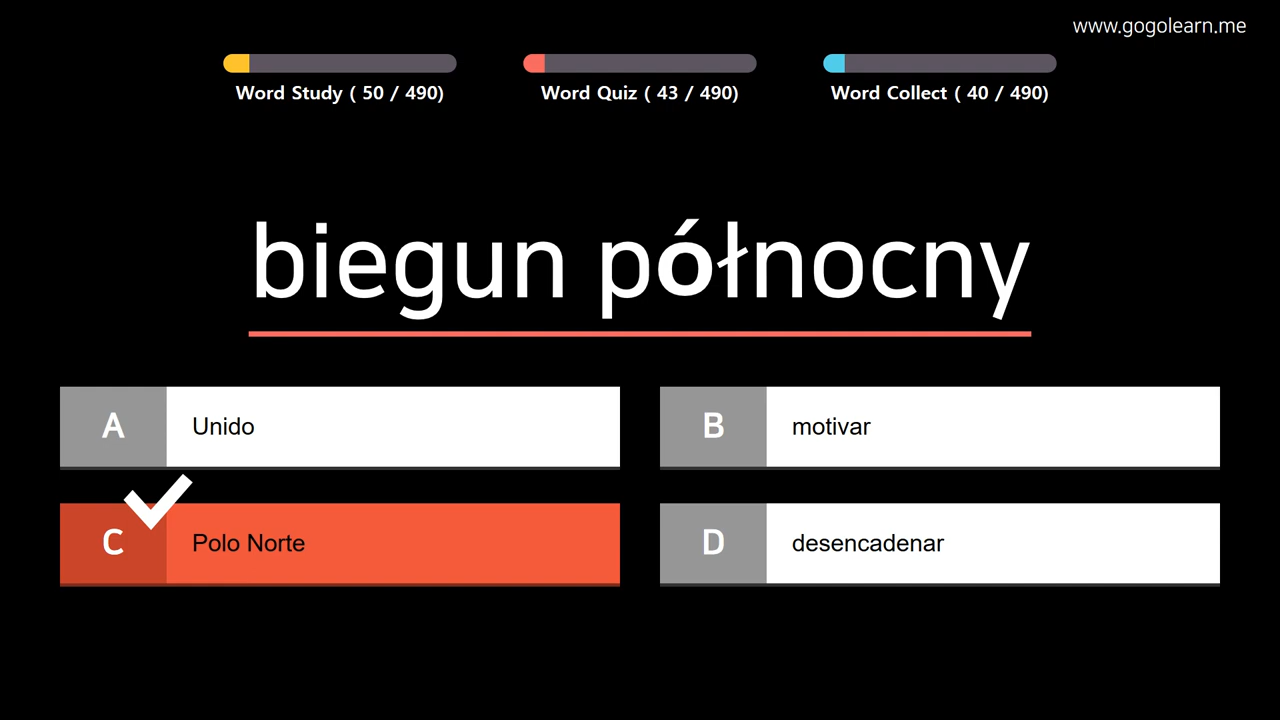 www.gogolearn.me
Word Study ( 50 / 490)
Word Quiz ( 43 / 490)
Word Collect ( 40 / 490)
biegun północny
A Unido
B motivar
C Polo Norte
D desencadenar